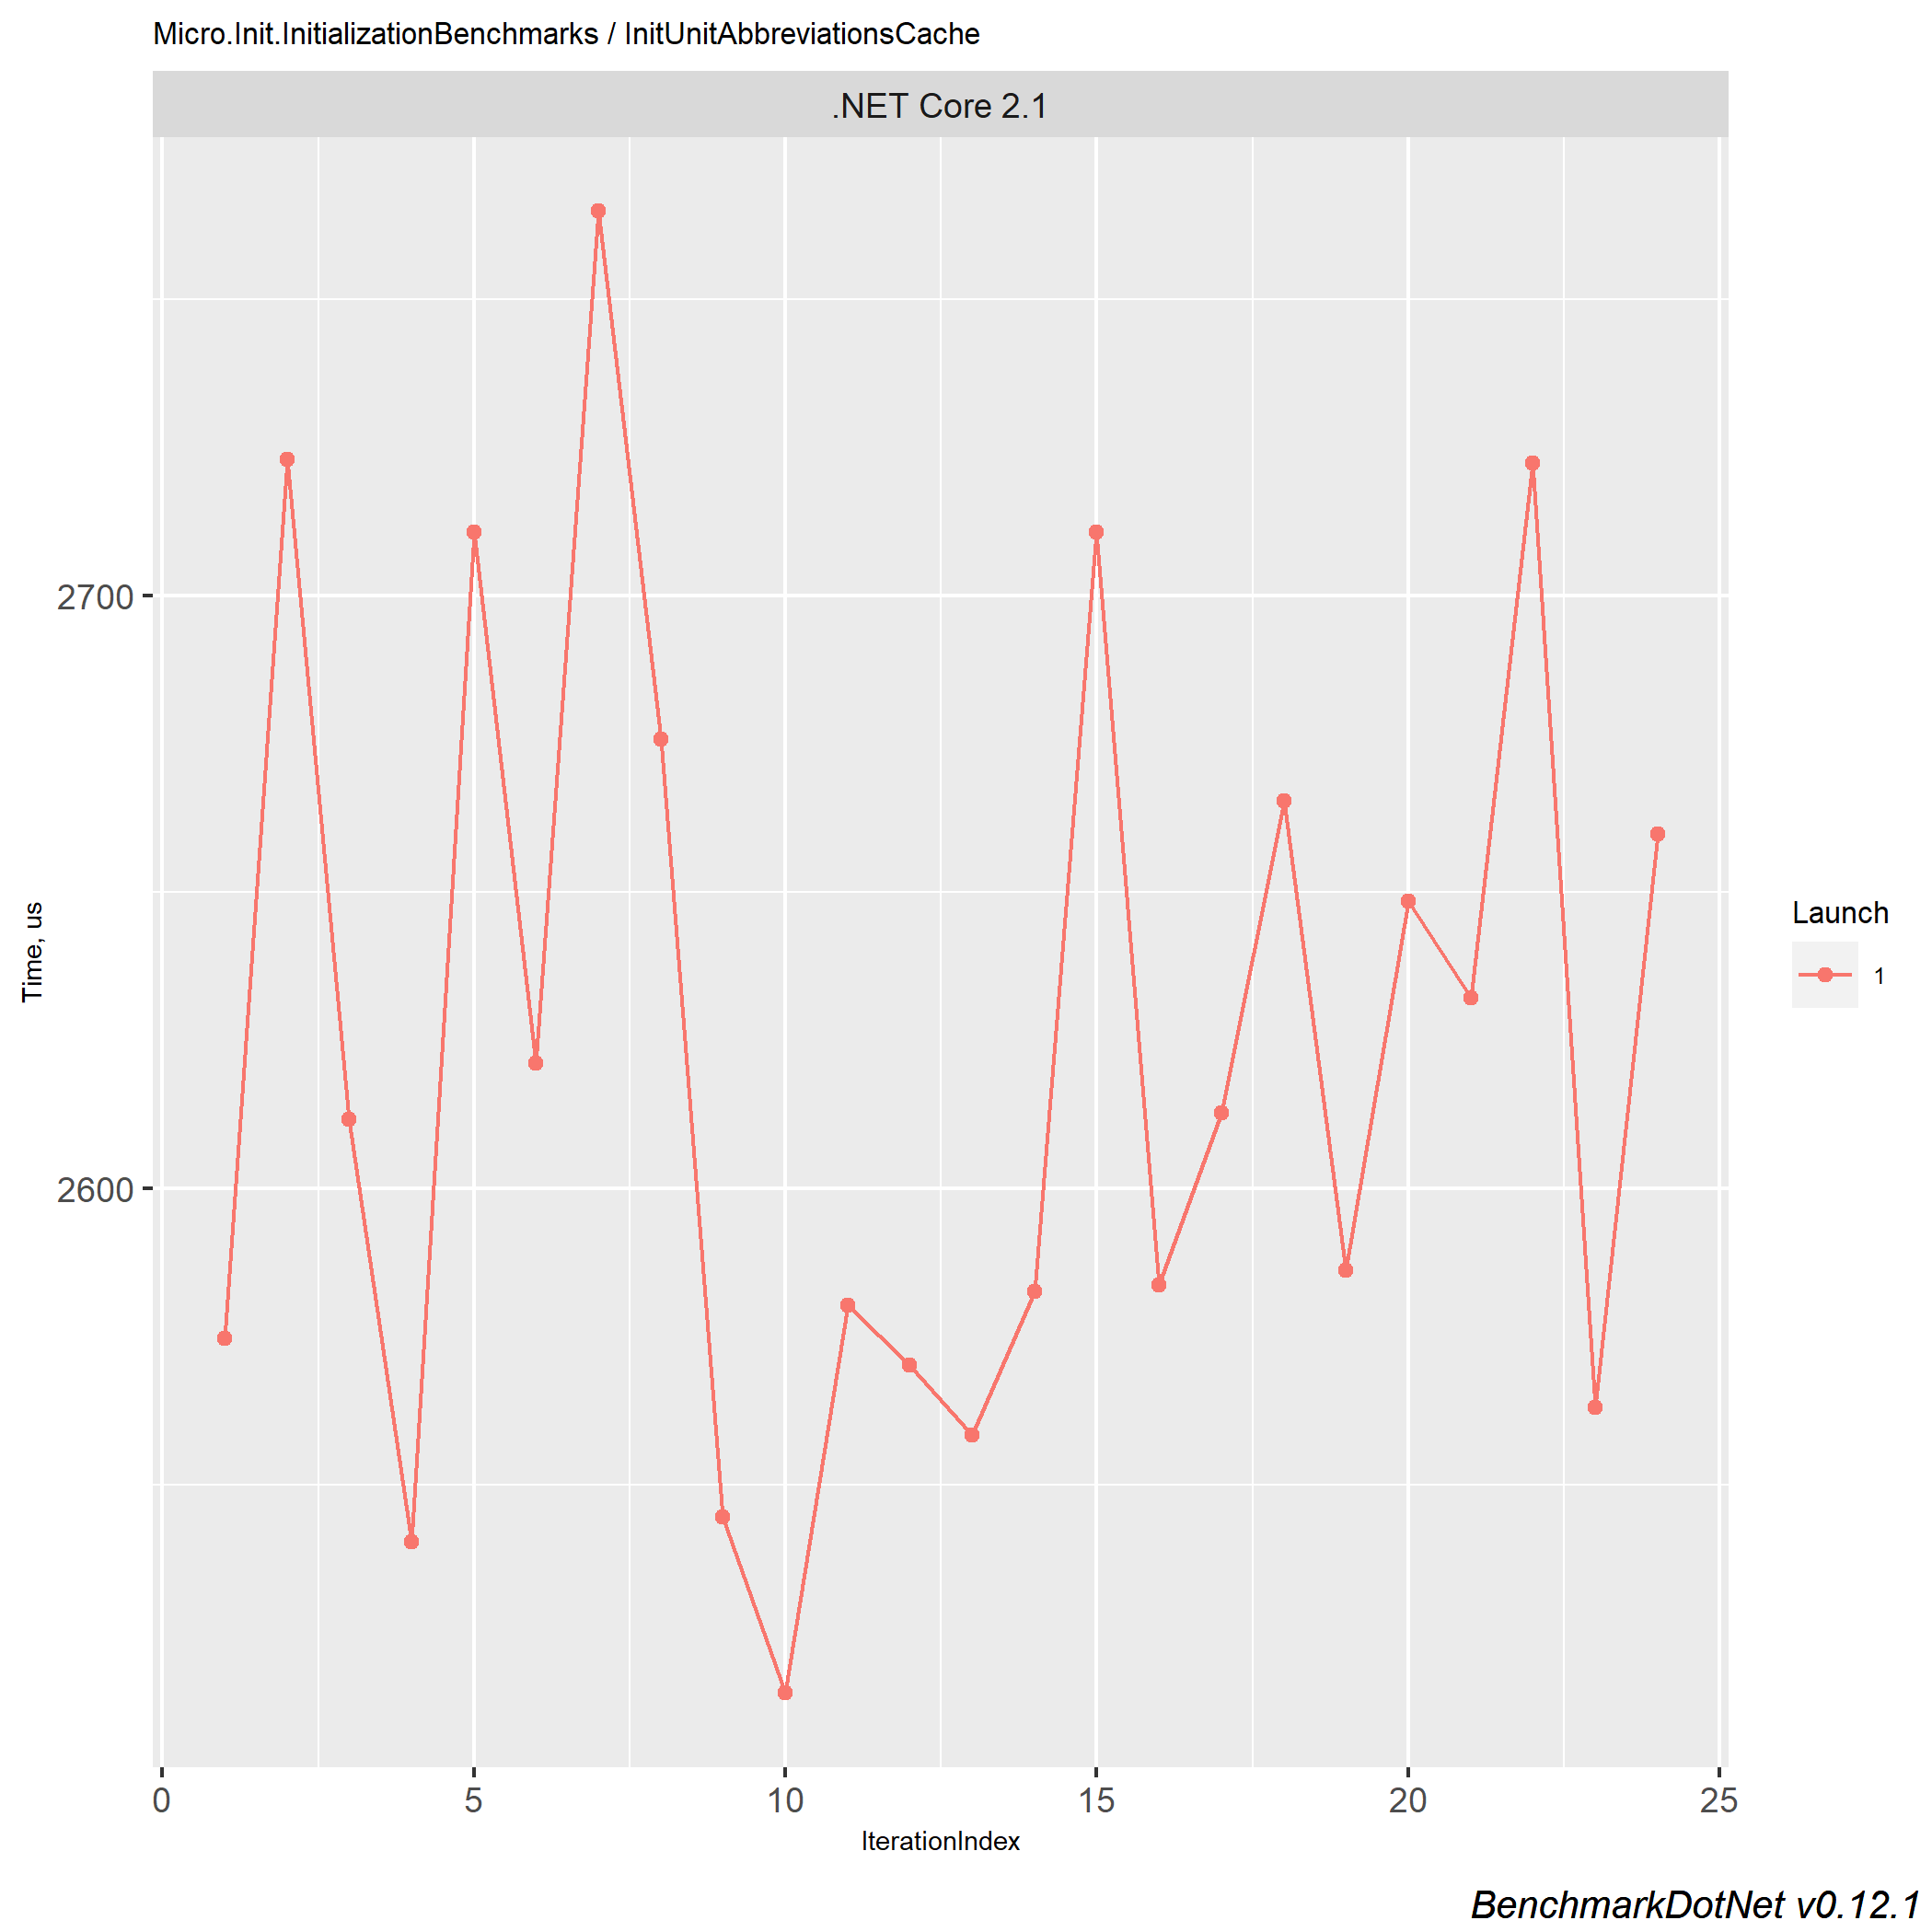 Micro.Init.InitializationBenchmarks / InitUnitAbbreviationsCache
.NET Core 2.1
2700
2600
Time, us
0 5 10 15 20 25
IterationIndex
Launch
1
BenchmarkDotNet v0.12.1